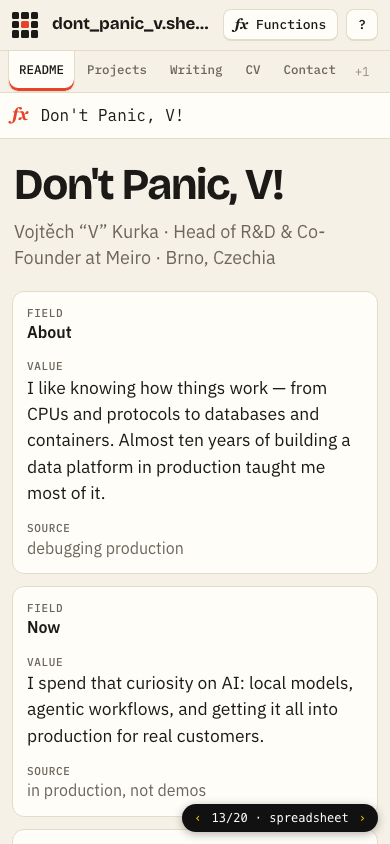 dont_panic_v.she...
fx Functions
?
README
Projects
Writing
CV
Contact
+1
fx Don't Panic, V!
Don't Panic, V!
Vojtěch “V” Kurka · Head of R&D & Co-
Founder at Meiro · Brno, Czechia
FIELD
About
VALUE
I like knowing how things work — from
CPUs and protocols to databases and
containers. Almost ten years of building a
data platform in production taught me
most of it.
SOURCE
debugging production
FIELD
Now
VALUE
I spend that curiosity on AI: local models,
agentic workflows, and getting it all into
production for real customers.
SOURCE
in production, not demos
‹ 13/20 · spreadsheet ›